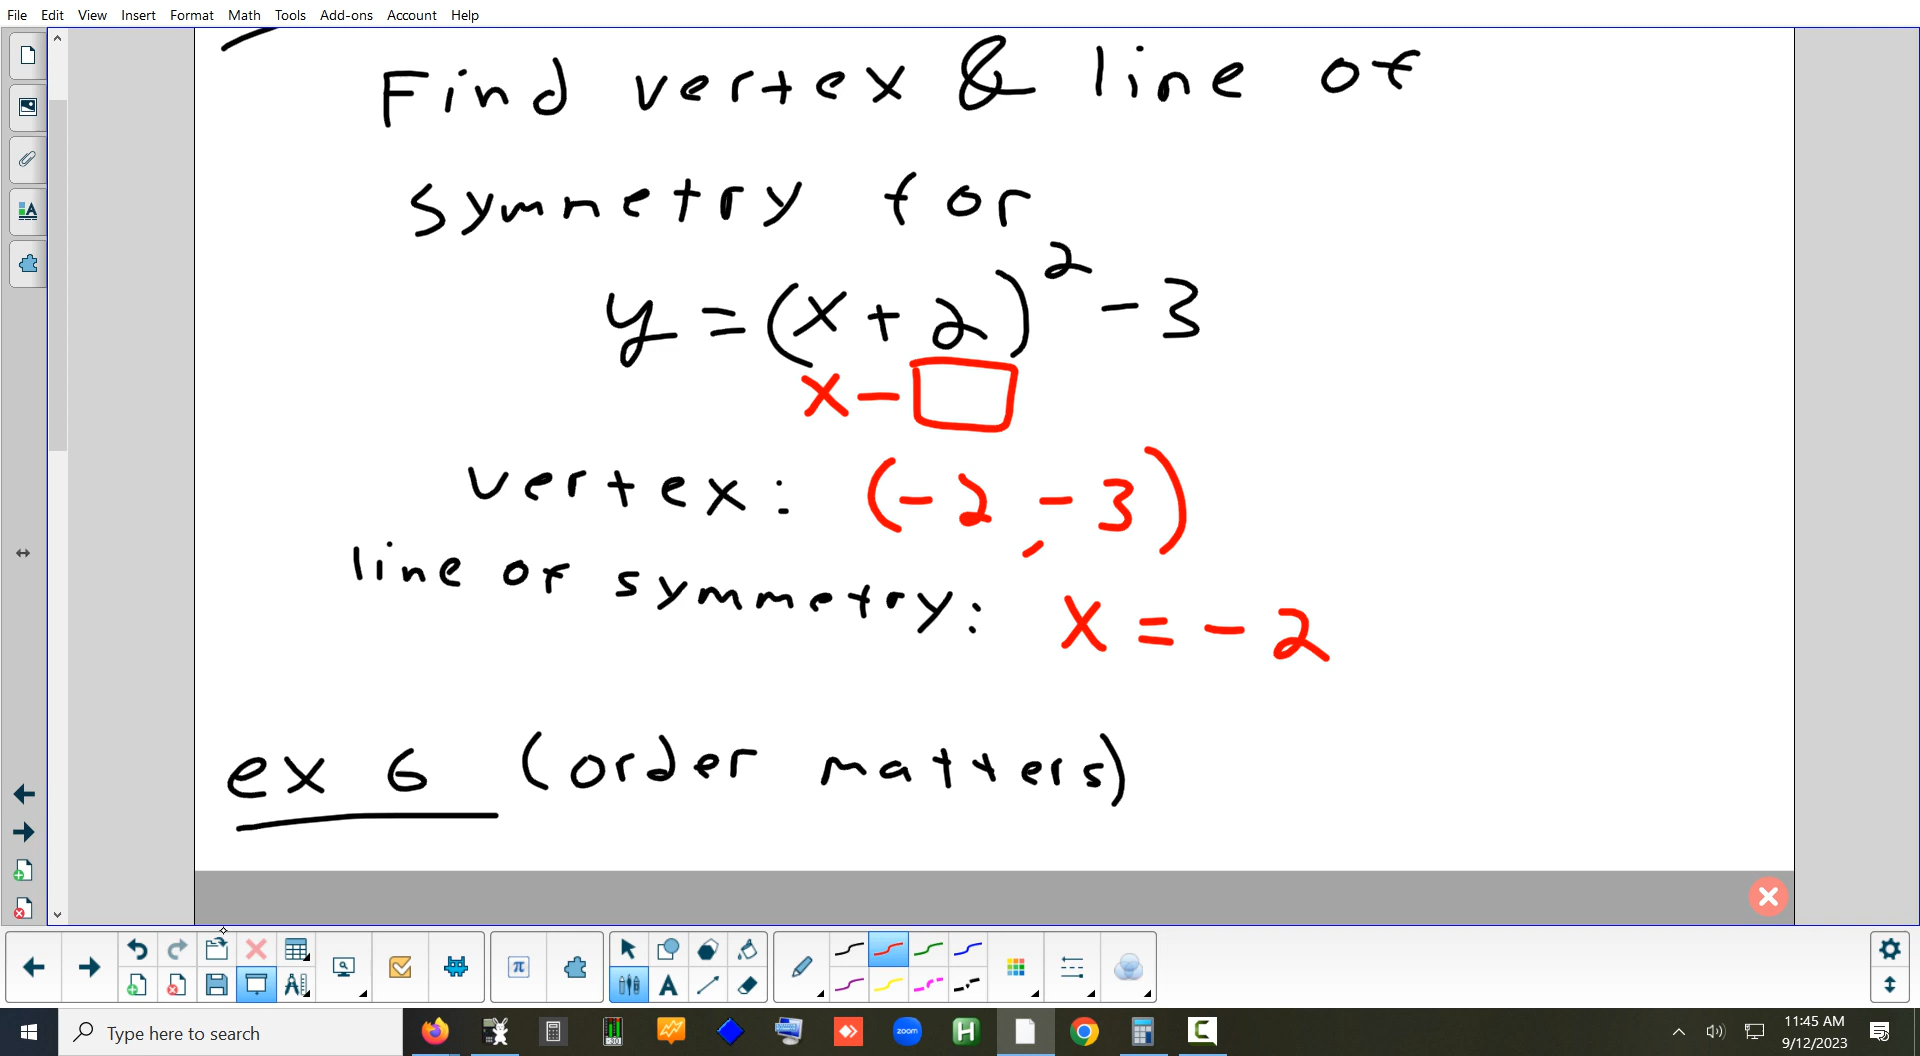 File Edit View Insert Format Math Tools Add-ons Account Help
Find vertex & line of
symmetry for
y = (x + 2)² - 3
x - □
vertex: (-2, -3)
line of symmetry: x = -2
ex 6 (order matters)
π
A
A
zoom
H
C
Type here to search
11:45 AM
9/12/2023